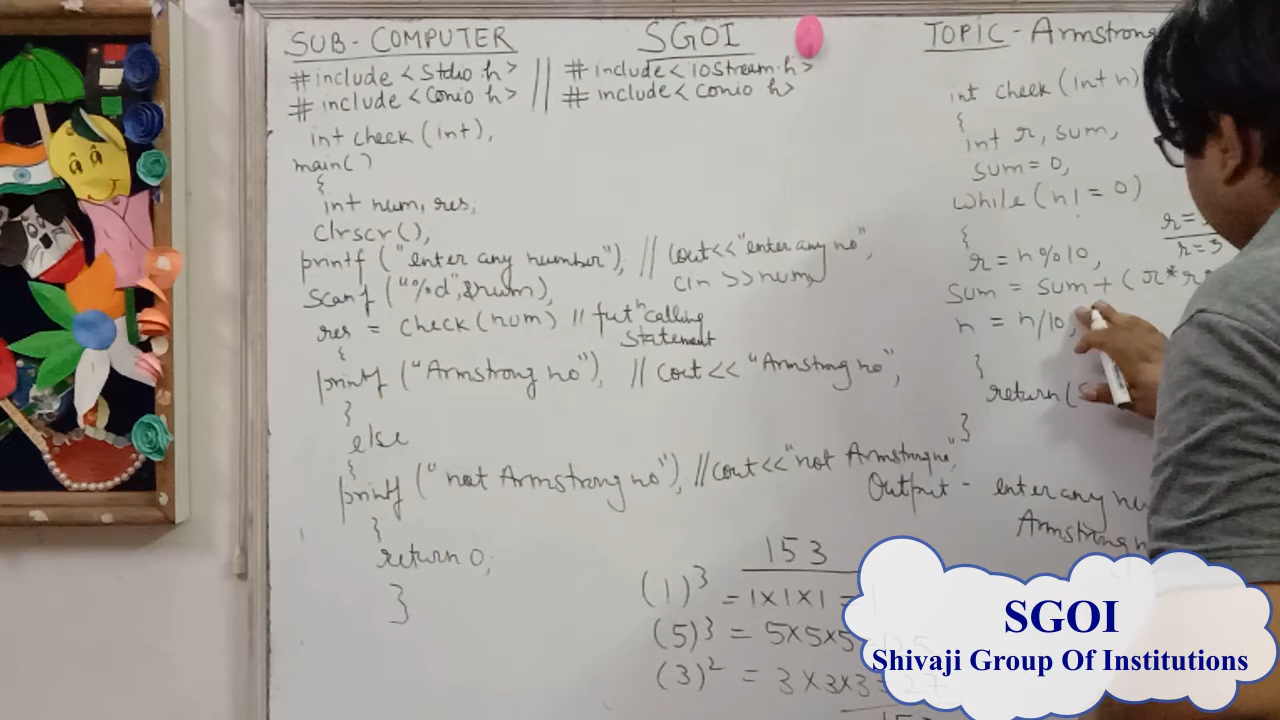 SUB - COMPUTER
SGOI
TOPIC - Armstrong
#include <Stdio.h> || #include <IOStream.h>
#include <Conio.h> || #include <Conio.h>
int check (int);
main()
{
int num, res;
clrscr();
printf ("enter any number"); // cout<<"enter any no";
cin >>num;
scanf ("%d",&num);
res = check (num) // fut^n calling
statement
{
printf ("Armstrong no"); // cout << "Armstrong no";
}
else
{
printf ("not Armstrong no"); //cout<<"not Armstrong no";
}
return 0;
}
int check (int n)
{
int r, sum;
sum = 0;
while (n! = 0)
{
r = n%10;
sum = sum + (r*r
n = n/10;
}
return (
}
r=
n=3
Output - enter any nu
Armstrong n
153
(1)³ = 1×1×1 =
(5)³ = 5×5×5
(3)² = 3×3×3 = 27
SGOI
Shivaji Group Of Institutions